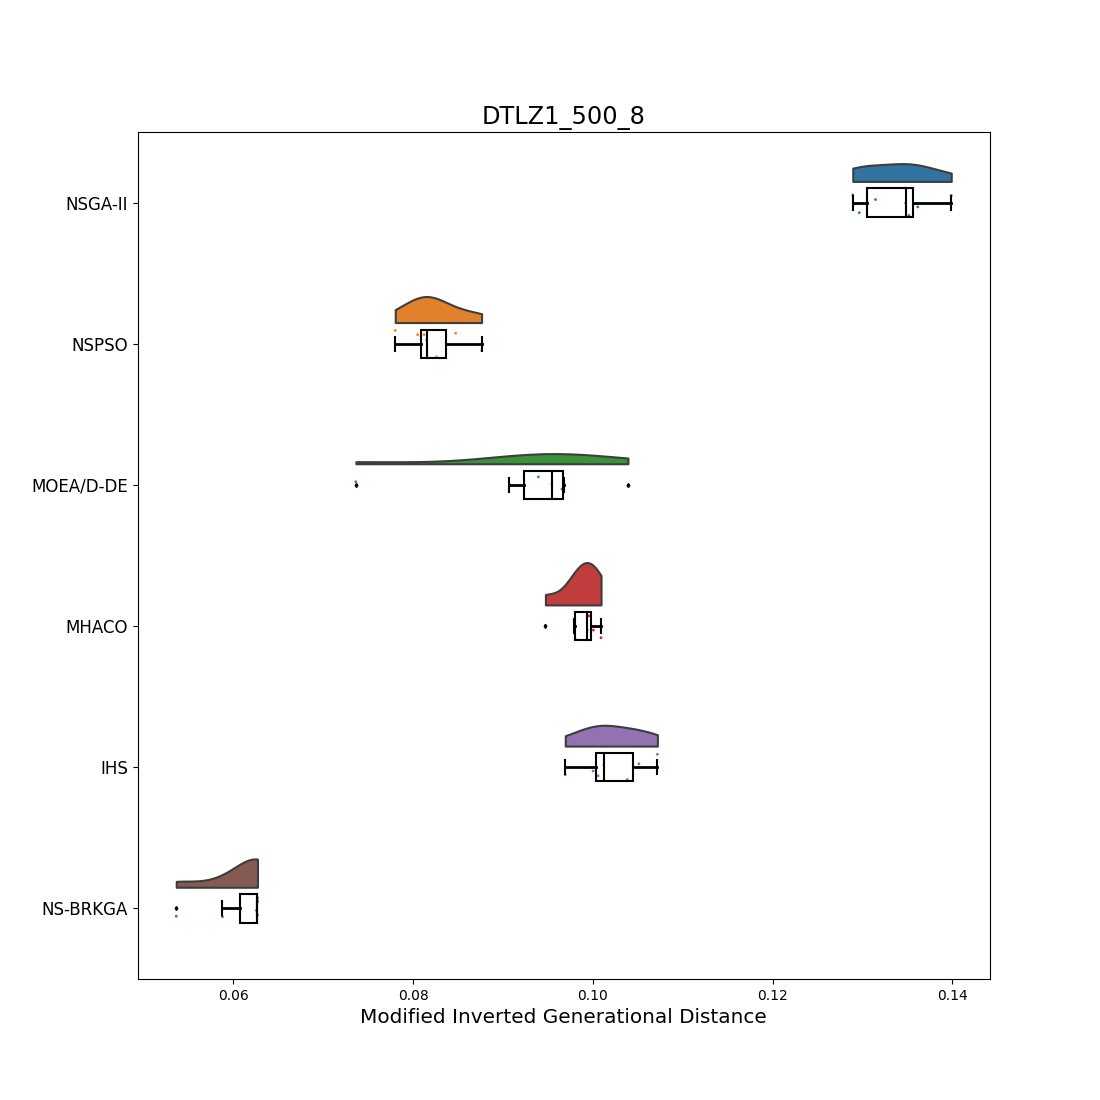 DTLZ1_500_8
NSGA-II
NSPSO
MOEA/D-DE
MHACO
IHS
NS-BRKGA
0.06 0.08 0.10 0.12 0.14
Modified Inverted Generational Distance